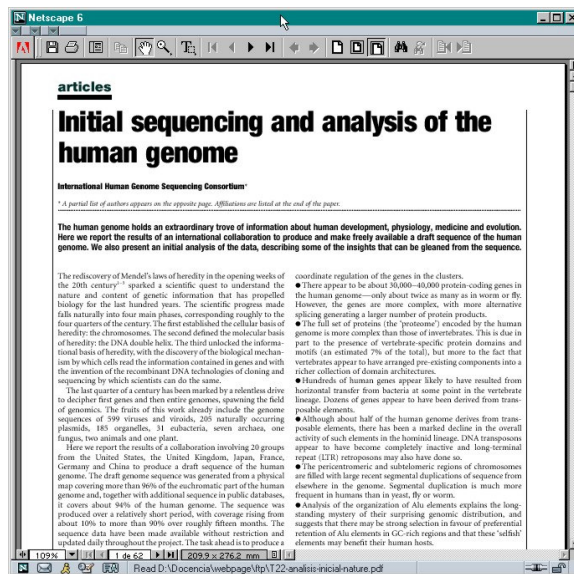 Netscape 6
articles
Initial sequencing and analysis of the
human genome
International Human Genome Sequencing Consortium*
* A partial list of authors appears on the opposite page. Affiliations are listed at the end of the paper.
The human genome holds an extraordinary trove of information about human development, physiology, medicine and evolution.
Here we report the results of an international collaboration to produce and make freely available a draft sequence of the human
genome. We also present an initial analysis of the data, describing some of the insights that can be gleaned from the sequence.
The rediscovery of Mendel's laws of heredity in the opening weeks of
the 20th century¹⁻³ sparked a scientific quest to understand the
nature and content of genetic information that has propelled
biology for the last hundred years. The scientific progress made
falls naturally into four main phases, corresponding roughly to the
four quarters of the century. The first established the cellular basis of
heredity: the chromosomes. The second defined the molecular basis
of heredity: the DNA double helix. The third unlocked the informa-
tional basis of heredity, with the discovery of the biological mechan-
ism by which cells read the information contained in genes and with
the invention of the recombinant DNA technologies of cloning and
sequencing by which scientists can do the same.
The last quarter of a century has been marked by a relentless drive
to decipher first genes and then entire genomes, spawning the field
of genomics. The fruits of this work already include the genome
sequences of 599 viruses and viroids, 205 naturally occurring
plasmids, 185 organelles, 31 eubacteria, seven archaea, one
fungus, two animals and one plant.
Here we report the results of a collaboration involving 20 groups
from the United States, the United Kingdom, Japan, France,
Germany and China to produce a draft sequence of the human
genome. The draft genome sequence was generated from a physical
map covering more than 96% of the euchromatic part of the human
genome and, together with additional sequence in public databases,
it covers about 94% of the human genome. The sequence was
produced over a relatively short period, with coverage rising from
about 10% to more than 90% over roughly fifteen months. The
sequence data have been made available without restriction and
updated daily throughout the project. The task ahead is to produce a
coordinate regulation of the genes in the clusters.
● There appear to be about 30,000–40,000 protein-coding genes in
the human genome—only about twice as many as in worm or fly.
However, the genes are more complex, with more alternative
splicing generating a larger number of protein products.
● The full set of proteins (the 'proteome') encoded by the human
genome is more complex than those of invertebrates. This is due in
part to the presence of vertebrate-specific protein domains and
motifs (an estimated 7% of the total), but more to the fact that
vertebrates appear to have arranged pre-existing components into a
richer collection of domain architectures.
● Hundreds of human genes appear likely to have resulted from
horizontal transfer from bacteria at some point in the vertebrate
lineage. Dozens of genes appear to have been derived from trans-
posable elements.
● Although about half of the human genome derives from trans-
posable elements, there has been a marked decline in the overall
activity of such elements in the hominid lineage. DNA transposons
appear to have become completely inactive and long-terminal
repeat (LTR) retroposons may also have done so.
● The pericentromeric and subtelomeric regions of chromosomes
are filled with large recent segmental duplications of sequence from
elsewhere in the genome. Segmental duplication is much more
frequent in humans than in yeast, fly or worm.
● Analysis of the organization of Alu elements explains the long-
standing mystery of their surprising genomic distribution, and
suggests that there may be strong selection in favour of preferential
retention of Alu elements in GC-rich regions and that these 'selfish'
elements may benefit their human hosts.
109% 1 de 62 209,9 × 276,2 mm
Read D:/Docencia/webpage/ftp/T22-analisis-inicial-nature.pdf